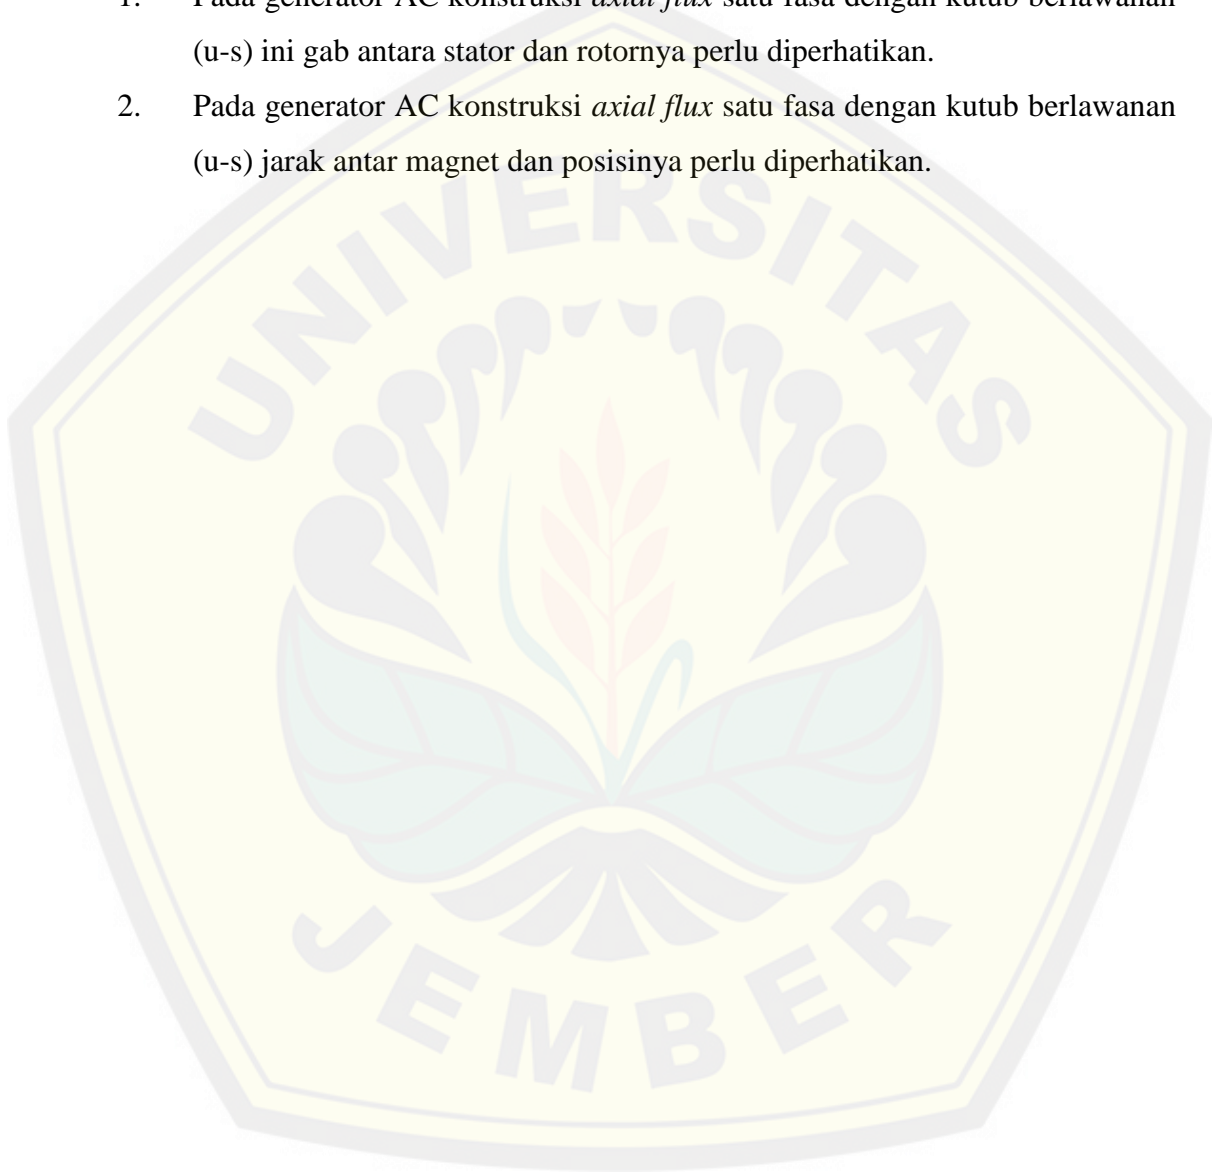 1. Pada generator AC konstruksi axial flux satu fasa dengan kutub berlawanan
(u-s) ini gab antara stator dan rotornya perlu diperhatikan.
2. Pada generator AC konstruksi axial flux satu fasa dengan kutub berlawanan
(u-s) jarak antar magnet dan posisinya perlu diperhatikan.
UNIVERSITAS
JEMBER